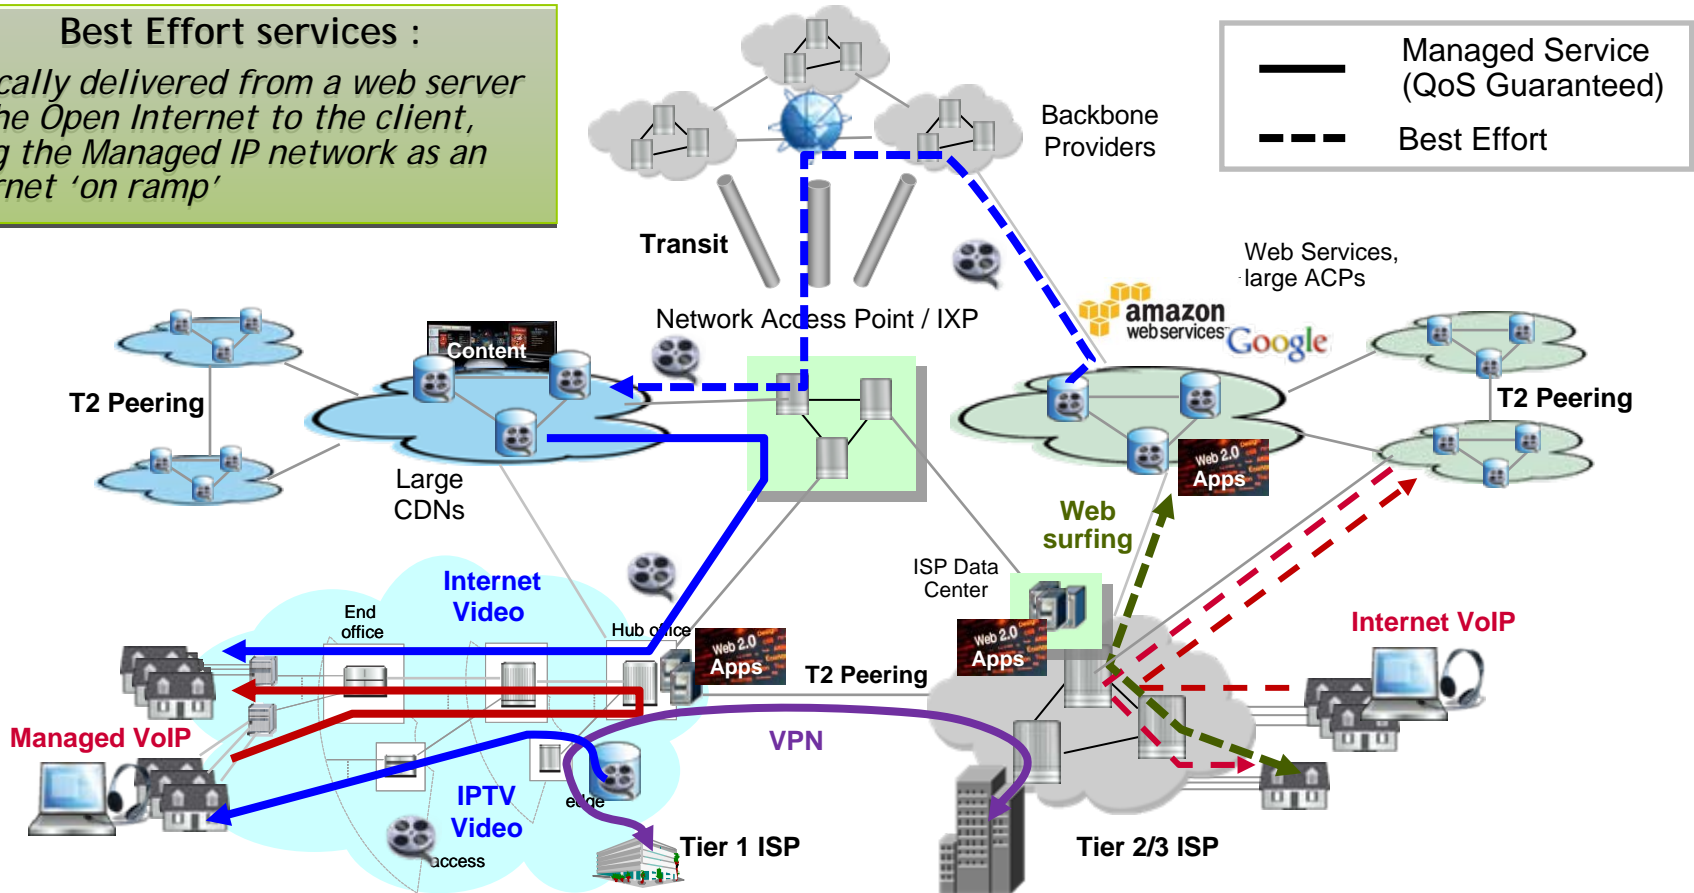 Best Effort services :
cally delivered from a web server
he Open Internet to the client,
g the Managed IP network as an
rnet ‘on ramp’
Managed Service
(QoS Guaranteed)
Best Effort
Backbone
Providers
Transit
Web Services,
large ACPs
amazon
webservices
Google
Network Access Point / IXP
Content
T2 Peering
T2 Peering
Large
CDNs
Web 2.0
Apps
Web
surfing
ISP Data
Center
Internet
Video
End
office
Hub office
Web 2.0
Apps
Web 2.0
Apps
Internet VoIP
T2 Peering
Managed VoIP
VPN
IPTV
Video
edge
access
Tier 1 ISP
Tier 2/3 ISP